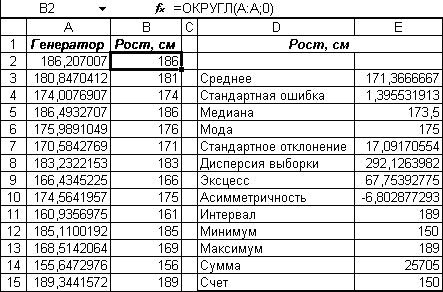 B2 fx =ОКРУГЛ(A:A;0)
A B C D E
1 Генератор Рост, см Рост, см
2 186,207007 186
3 180,8470412 181 Среднее 171,3666667
4 174,0076907 174 Стандартная ошибка 1,395531913
5 186,4932707 186 Медиана 173,5
6 175,9891049 176 Мода 175
7 170,5842769 171 Стандартное отклонение 17,09170554
8 183,2322153 183 Дисперсия выборки 292,1263982
9 166,4345225 166 Эксцесс 67,75392775
10 174,5641957 175 Асимметричность -6,802877293
11 160,9356975 161 Интервал 189
12 185,1100192 185 Минимум 150
13 168,5142064 169 Максимум 189
14 155,6472976 156 Сумма 25705
15 189,3441572 189 Счет 150